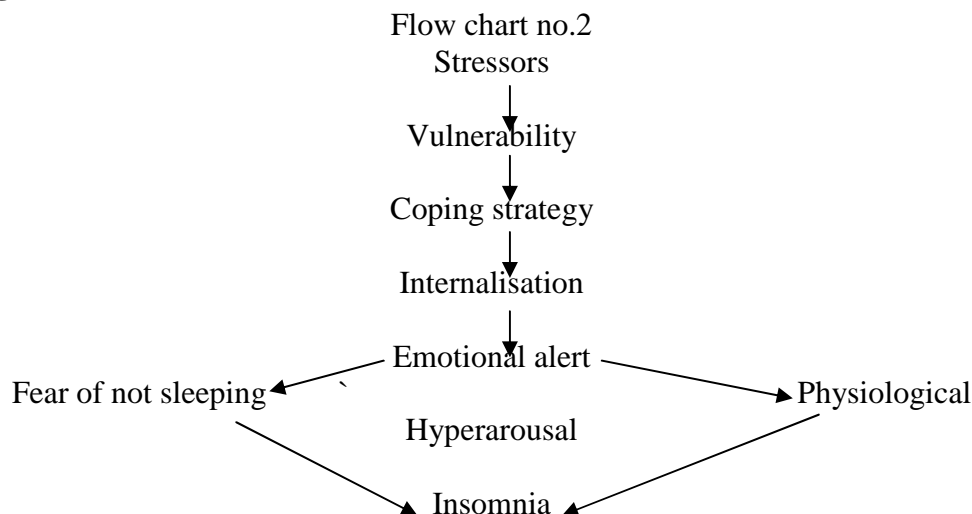 Flow chart no.2
Stressors
Vulnerability
Coping strategy
Internalisation
Emotional alert
Fear of not sleeping ` Physiological
Hyperarousal
Insomnia